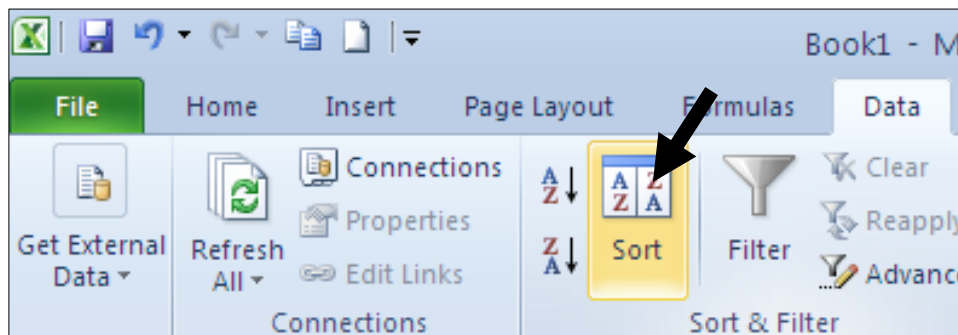 Book1 - M
File Home Insert Page Layout Formulas Data
Connections
Clear
Properties
Reapply
Get External Data
Refresh All
Edit Links
A Z
Z A
A Z
Z A
Sort
Filter
Connections
Sort & Filter